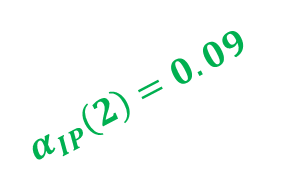 α_IP(2) = 0.09